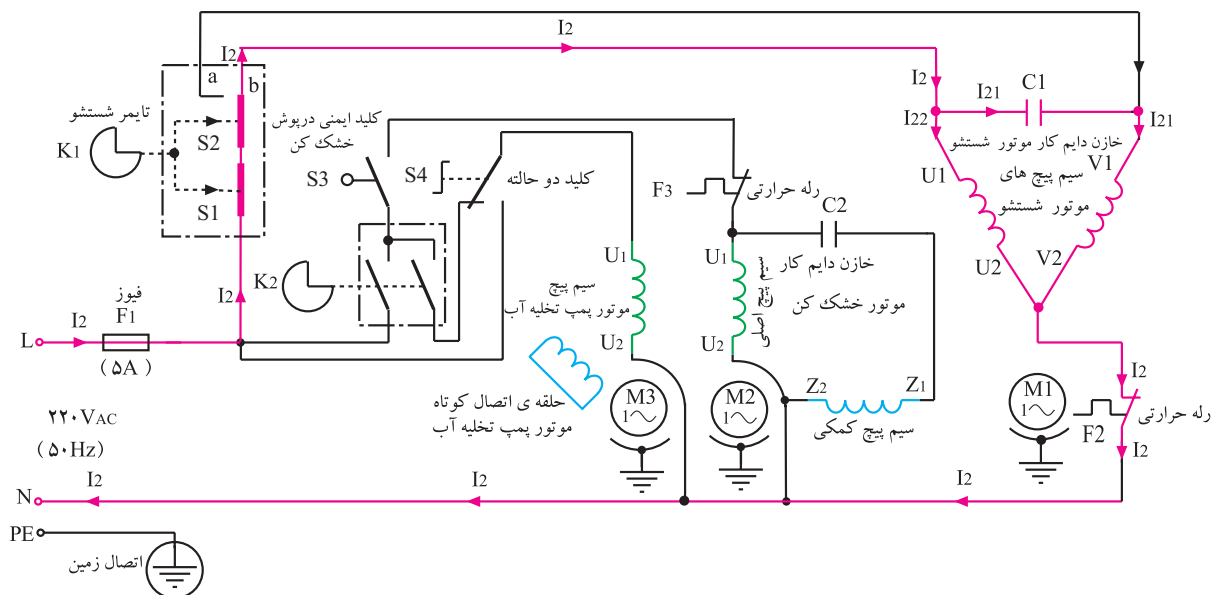 I2
I2
a
b
I2
C1
I21
I22
I21
تایمر شستشو
K1
S2
S1
کلید ایمنی درپوش
خشک کن
S3
S4
کلید دو حالته
F3
رله حرارتی
خازن دایم کار موتور شستشو
سیم پیچ های
موتور شستشو
U1
V1
U2
V2
C2
K2
I2
U1
سیم پیچ
موتور پمپ تخلیه آب
U2
U1
سیم پیچ اصلی
U2
خازن دایم کار
موتور خشک کن
فیوز
F1
L
I2
(۵A)
حلقه ی اتصال کوتاه
موتور پمپ تخلیه آب
M3
1~
M2
1~
Z2
Z1
سیم پیچ کمکی
M1
1~
I2
رله حرارتی
F2
I2
۲۲۰VAC
(۵۰Hz)
N
I2
I2
I2
PE
اتصال زمین